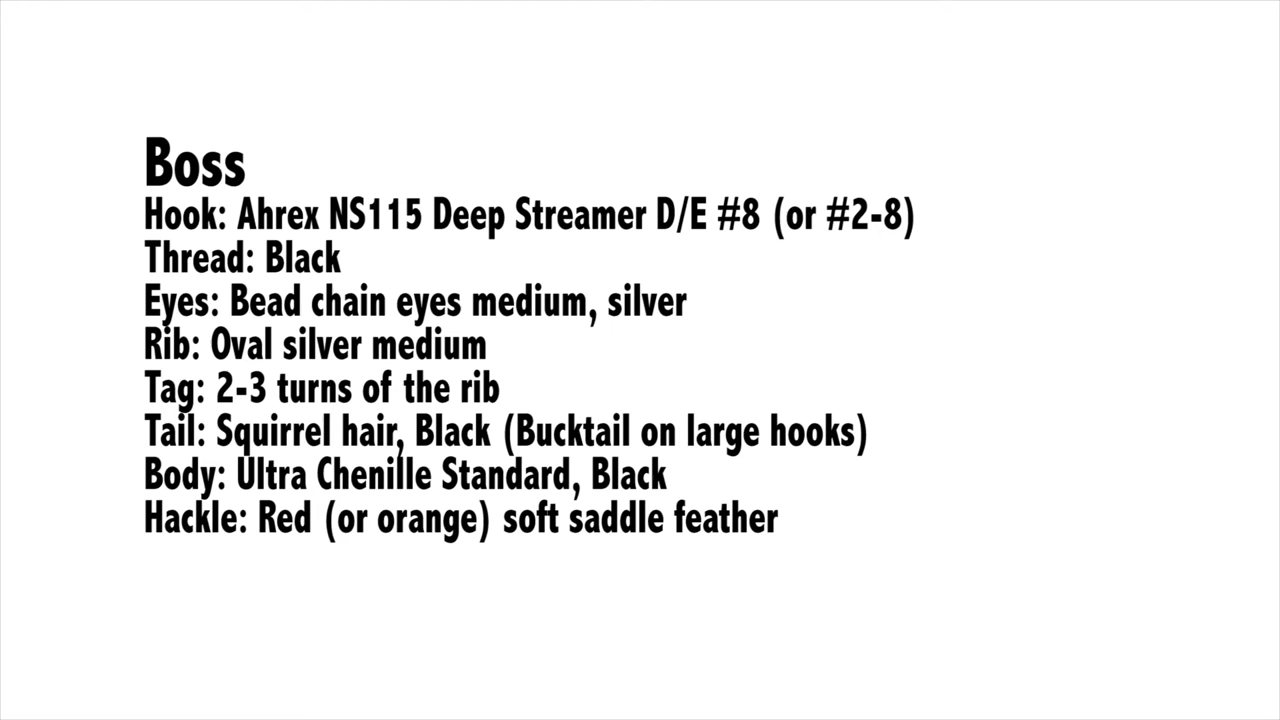 Boss
Hook: Ahrex NS115 Deep Streamer D/E #8 (or #2-8)
Thread: Black
Eyes: Bead chain eyes medium, silver
Rib: Oval silver medium
Tag: 2-3 turns of the rib
Tail: Squirrel hair, Black (Bucktail on large hooks)
Body: Ultra Chenille Standard, Black
Hackle: Red (or orange) soft saddle feather